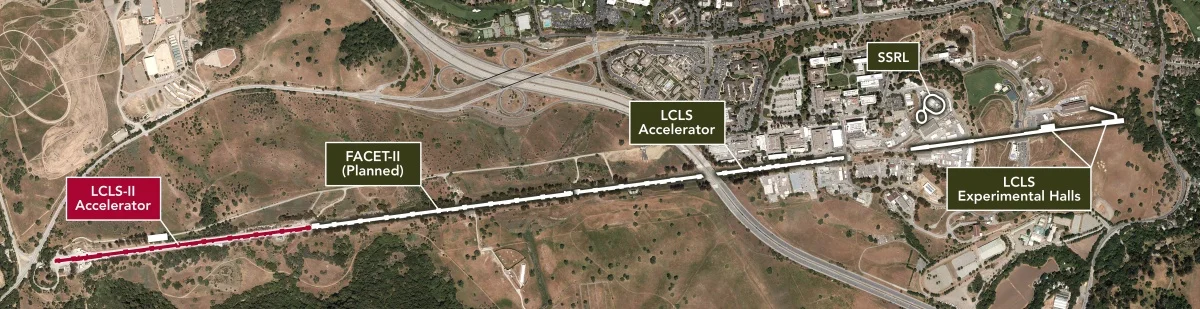 LCLS-II
Accelerator
FACET-II
(Planned)
LCLS
Accelerator
SSRL
LCLS
Experimental Halls